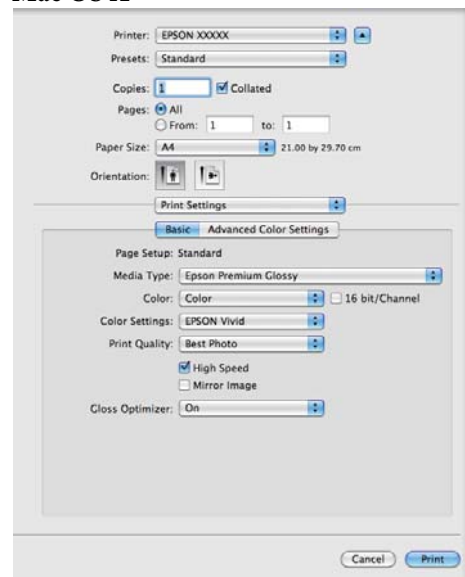 Mac OS X
Printer: EPSON XXXXX
Presets: Standard
Copies: 1 Collated
Pages: All
From: 1 to: 1
Paper Size: A4 21.00 by 29.70 cm
Orientation:
Print Settings
Basic Advanced Color Settings
Page Setup: Standard
Media Type: Epson Premium Glossy
Color: Color 16 bit/Channel
Color Settings: EPSON Vivid
Print Quality: Best Photo
High Speed
Mirror Image
Gloss Optimizer: On
Cancel Print